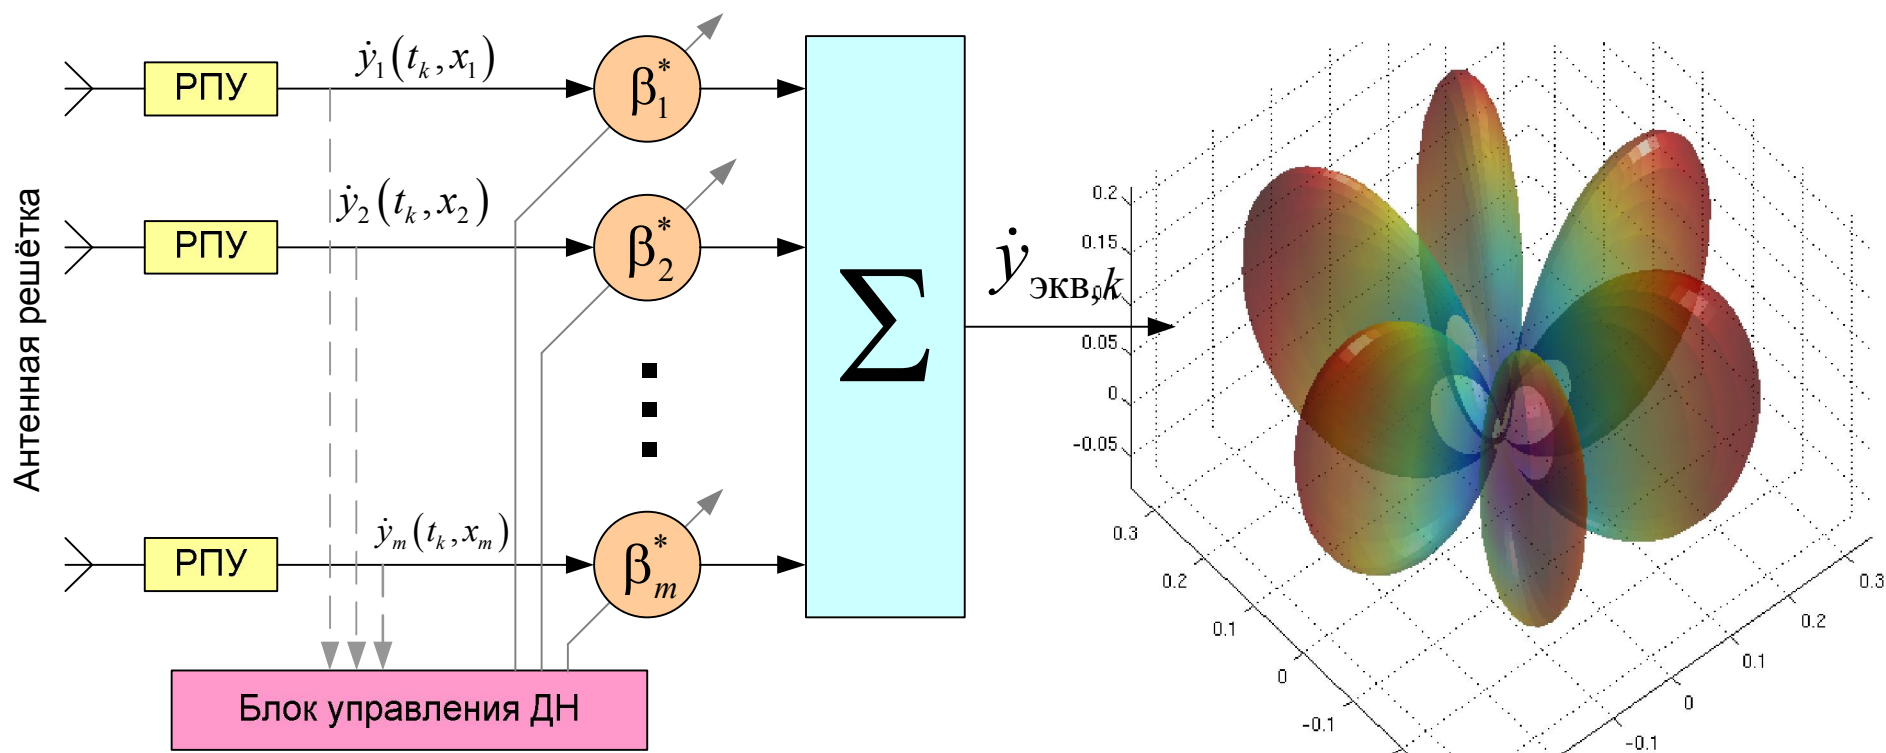 Антенная решётка
РПУ
ẏ₁(tₖ, x₁)
β₁*
РПУ
ẏ₂(tₖ, x₂)
β₂*
РПУ
ẏₘ(tₖ, xₘ)
βₘ*
Блок управления ДН
Σ
ẏэкв,k
0.2
0.15
0.05
0
-0.05
0.3
0.2
0.1
0
-0.1
0.3
0.2
0.1
0
-0.1